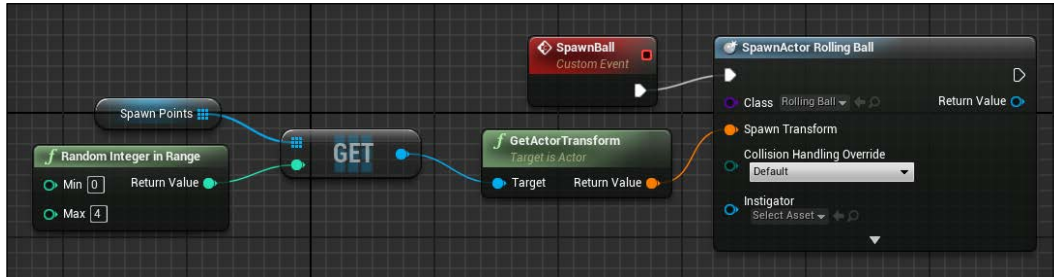 SpawnBall
Custom Event
SpawnActor Rolling Ball
Class Rolling Ball Return Value
Spawn Transform
Collision Handling Override
Default
Instigator
Select Asset
Spawn Points
GET
f Random Integer in Range
Min 0 Return Value
Max 4
f GetActorTransform
Target is Actor
Target Return Value